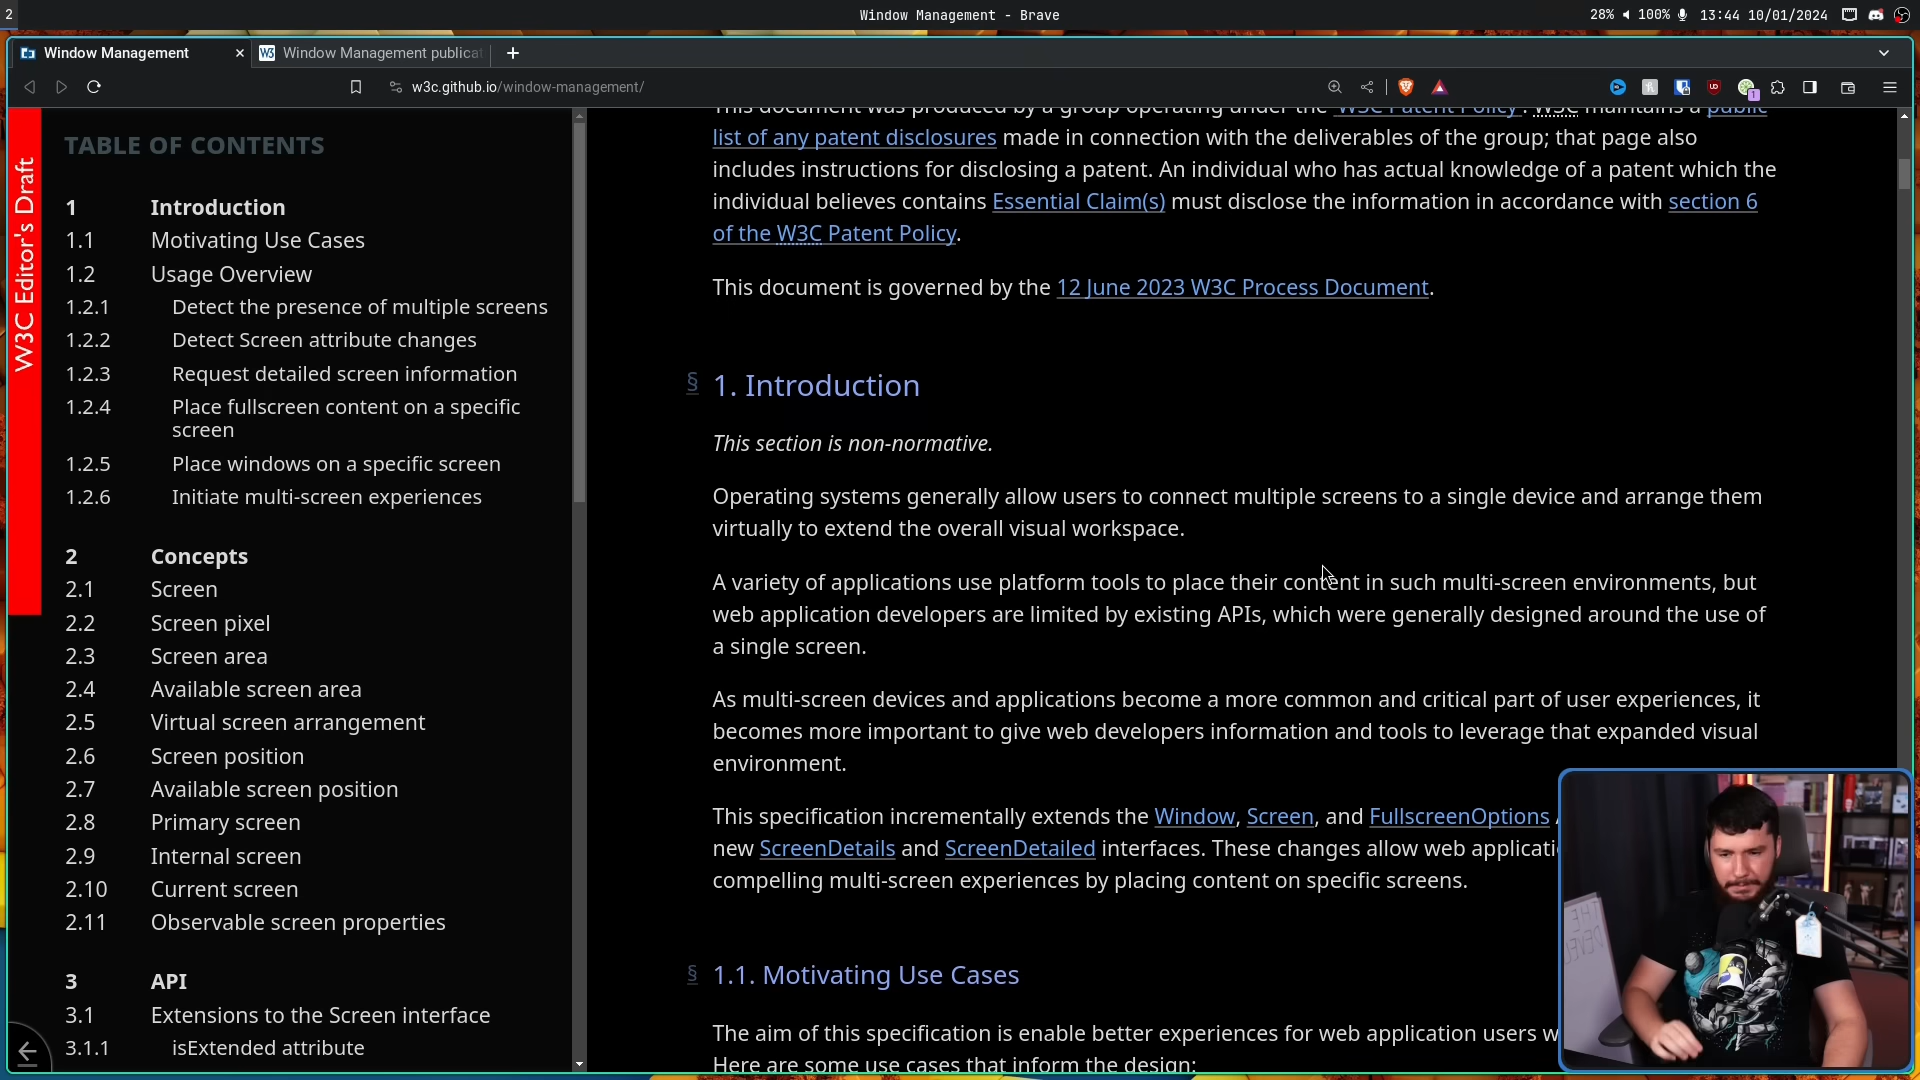 2
Window Management - Brave
28% 100% 13:44 10/01/2024
Window Management
W3 Window Management publicat
w3c.github.io/window-management/
UD
1
W3C Editor's Draft
TABLE OF CONTENTS
1 Introduction
1.1 Motivating Use Cases
1.2 Usage Overview
1.2.1 Detect the presence of multiple screens
1.2.2 Detect Screen attribute changes
1.2.3 Request detailed screen information
1.2.4 Place fullscreen content on a specific
screen
1.2.5 Place windows on a specific screen
1.2.6 Initiate multi-screen experiences
2 Concepts
2.1 Screen
2.2 Screen pixel
2.3 Screen area
2.4 Available screen area
2.5 Virtual screen arrangement
2.6 Screen position
2.7 Available screen position
2.8 Primary screen
2.9 Internal screen
2.10 Current screen
2.11 Observable screen properties
3 API
3.1 Extensions to the Screen interface
3.1.1 isExtended attribute
This document was produced by a group operating under the W3C Patent Policy. W3C maintains a public
list of any patent disclosures made in connection with the deliverables of the group; that page also
includes instructions for disclosing a patent. An individual who has actual knowledge of a patent which the
individual believes contains Essential Claim(s) must disclose the information in accordance with section 6
of the W3C Patent Policy.
This document is governed by the 12 June 2023 W3C Process Document.
§ 1. Introduction
This section is non-normative.
Operating systems generally allow users to connect multiple screens to a single device and arrange them
virtually to extend the overall visual workspace.
A variety of applications use platform tools to place their content in such multi-screen environments, but
web application developers are limited by existing APIs, which were generally designed around the use of
a single screen.
As multi-screen devices and applications become a more common and critical part of user experiences, it
becomes more important to give web developers information and tools to leverage that expanded visual
environment.
This specification incrementally extends the Window, Screen, and FullscreenOptions
new ScreenDetails and ScreenDetailed interfaces. These changes allow web applicati
compelling multi-screen experiences by placing content on specific screens.
§ 1.1. Motivating Use Cases
The aim of this specification is enable better experiences for web application users w
Here are some use cases that inform the design: